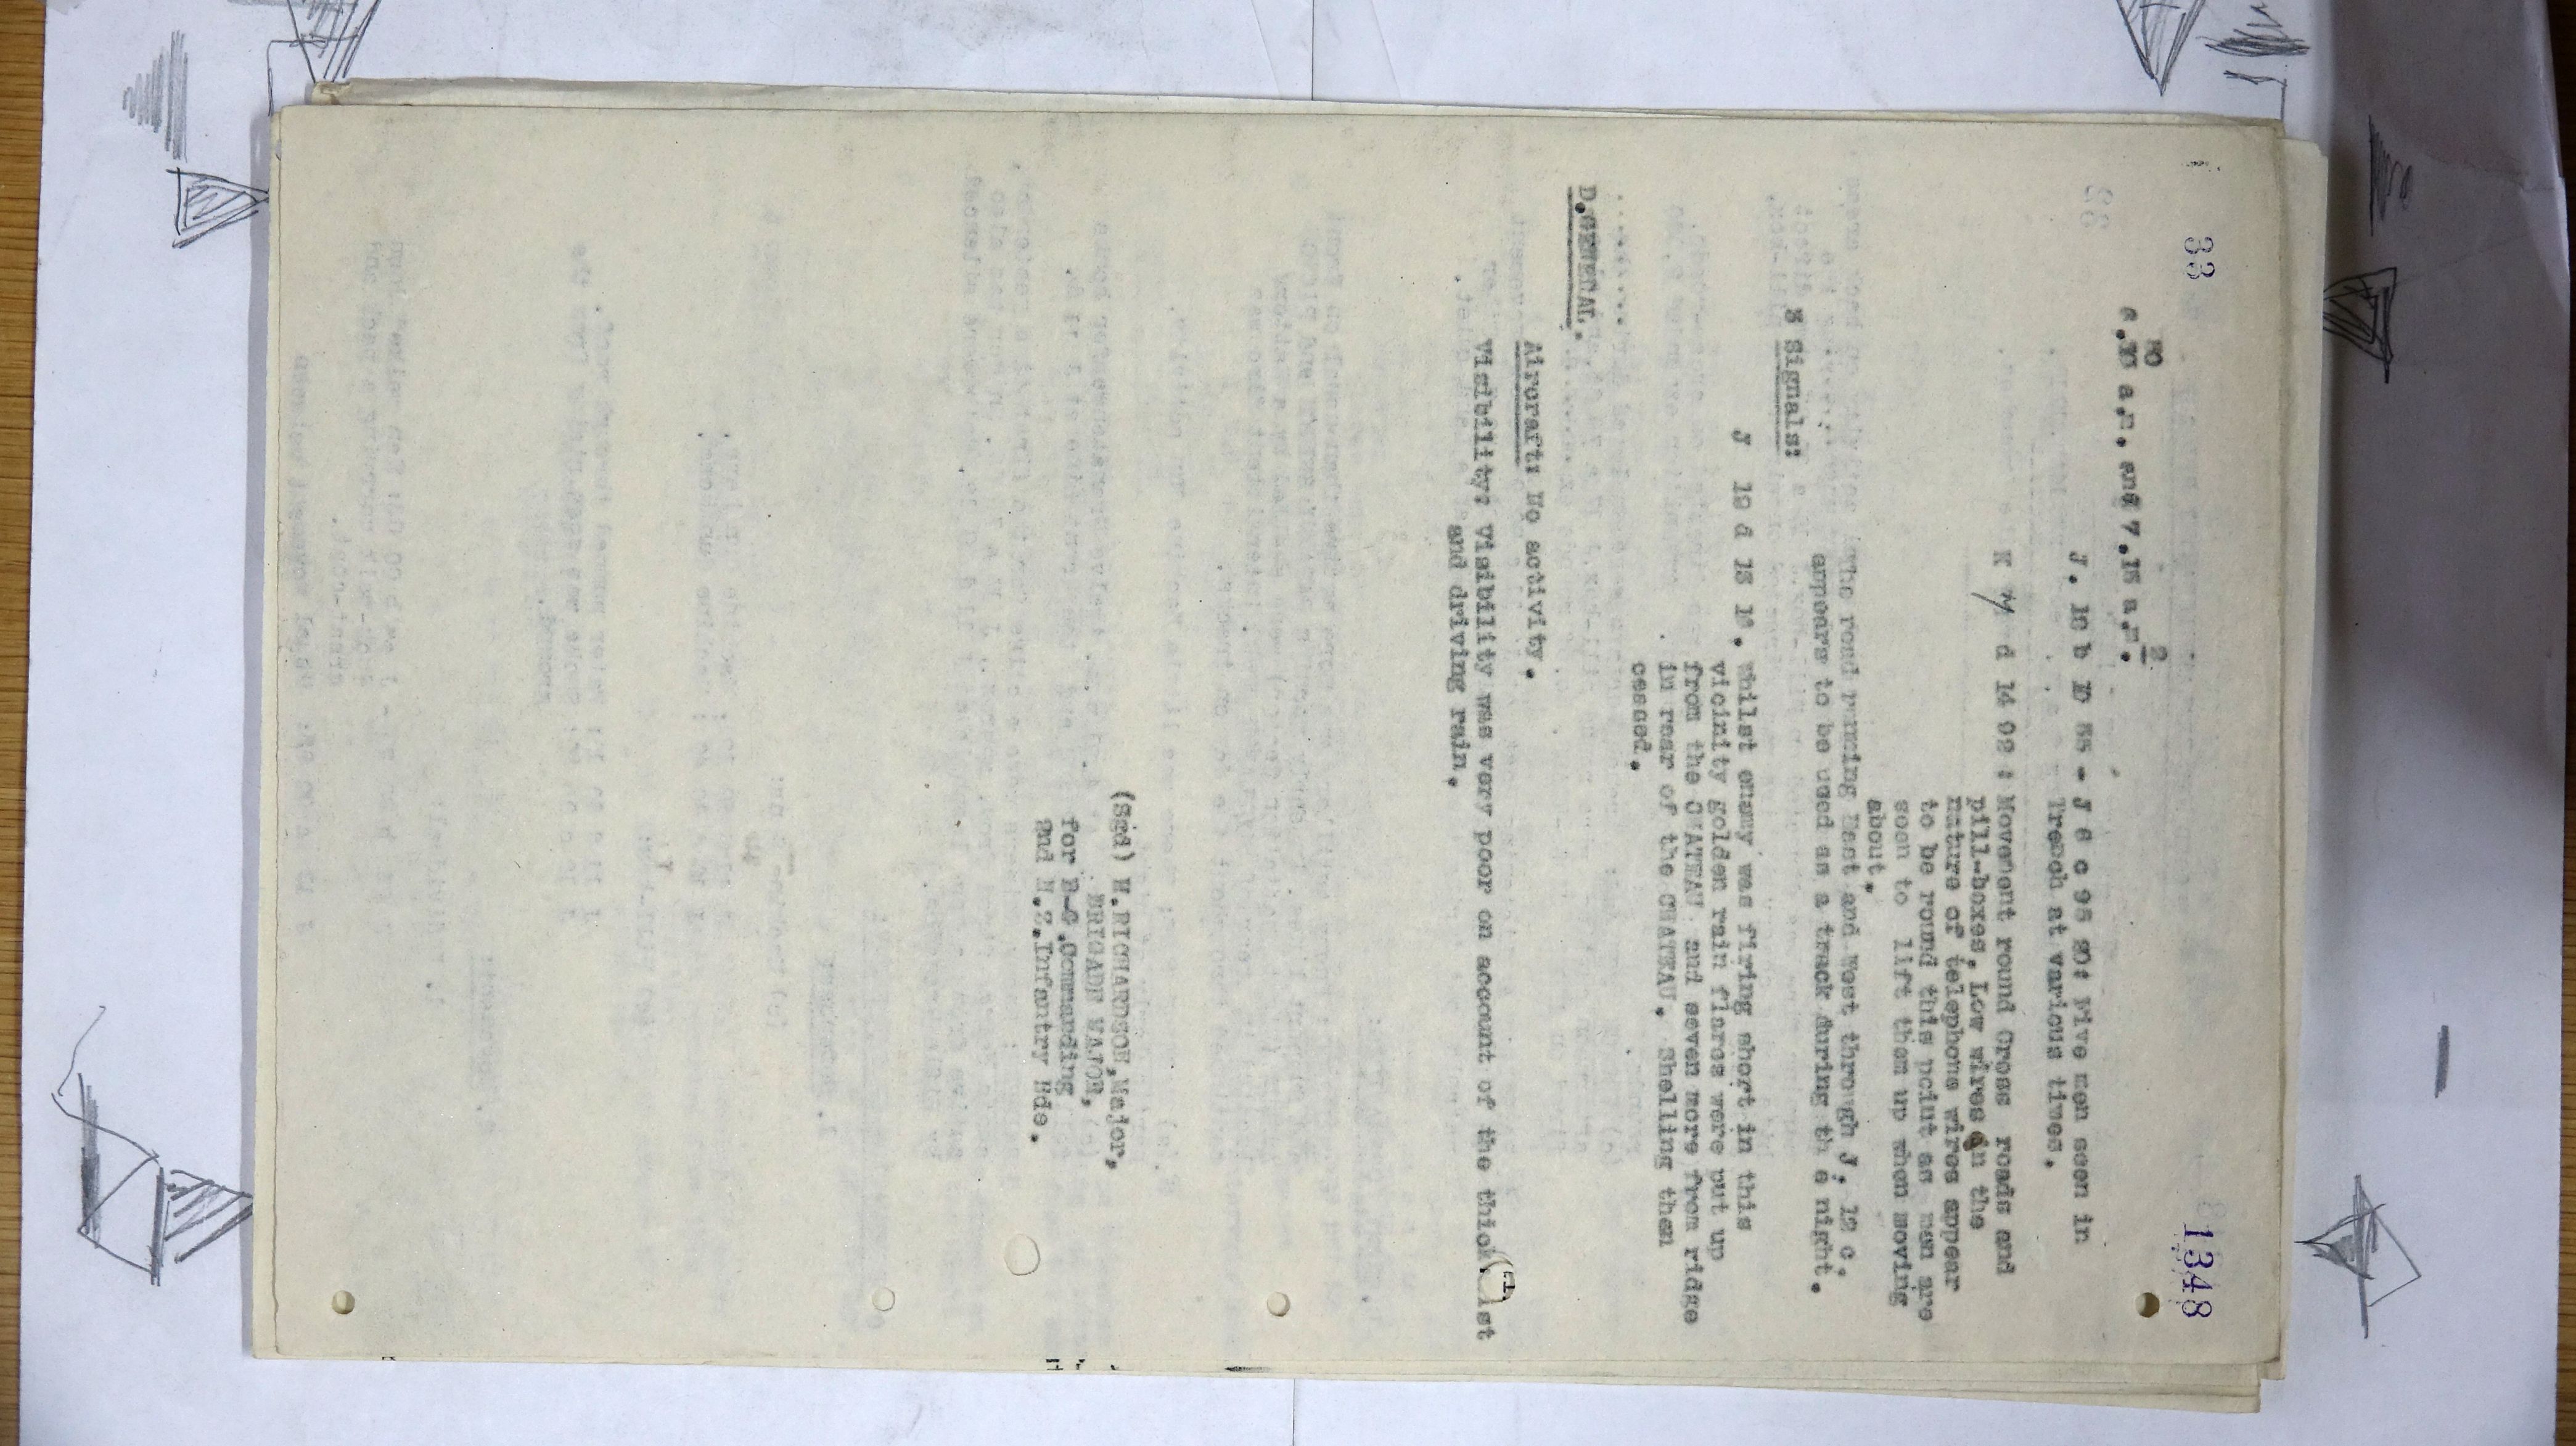 33
1348
2
30
6.10 a.m. and 7.15 a.m.
J. 10 b 10 55 - J 6 c 95 20: Five men seen in
Trench at various times.
K 7 d 14 02 : Movement round Cross roads and
pill-boxes. Low wires in the
nature of telephone wires appear
to be round this point as men are
seen to lift them up when moving
about.
The road running East and West through J. 12 c.
appears to be used as a track during th e night.
3 Signals:
J 10 d 13 1
whilst enemy was firing short in this
vicinity golden rain flares were put up
from the CHATEAU and seven more from ridge
in rear of the CHATEAU. Shelling then
ceased.
D.GENERAL.
Aircraft: No activity.
Visibility: Visibility was very poor on account of the thick mist
and driving rain.
(Sgd) H.RICHARDSON,Major,
BRIGADE MAJOR,
for B-G.Commanding
2nd N.Z.Infantry Bde.